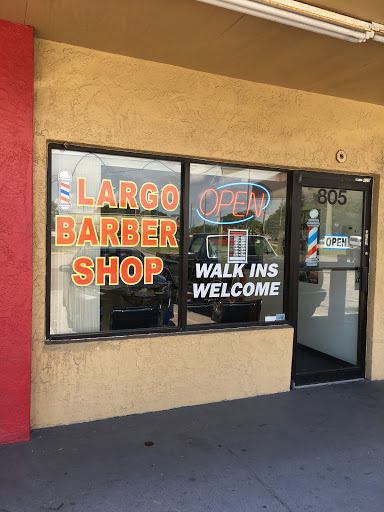 LARGO
BARBER
SHOP
OPEN
WALK INS
WELCOME
805
OPEN